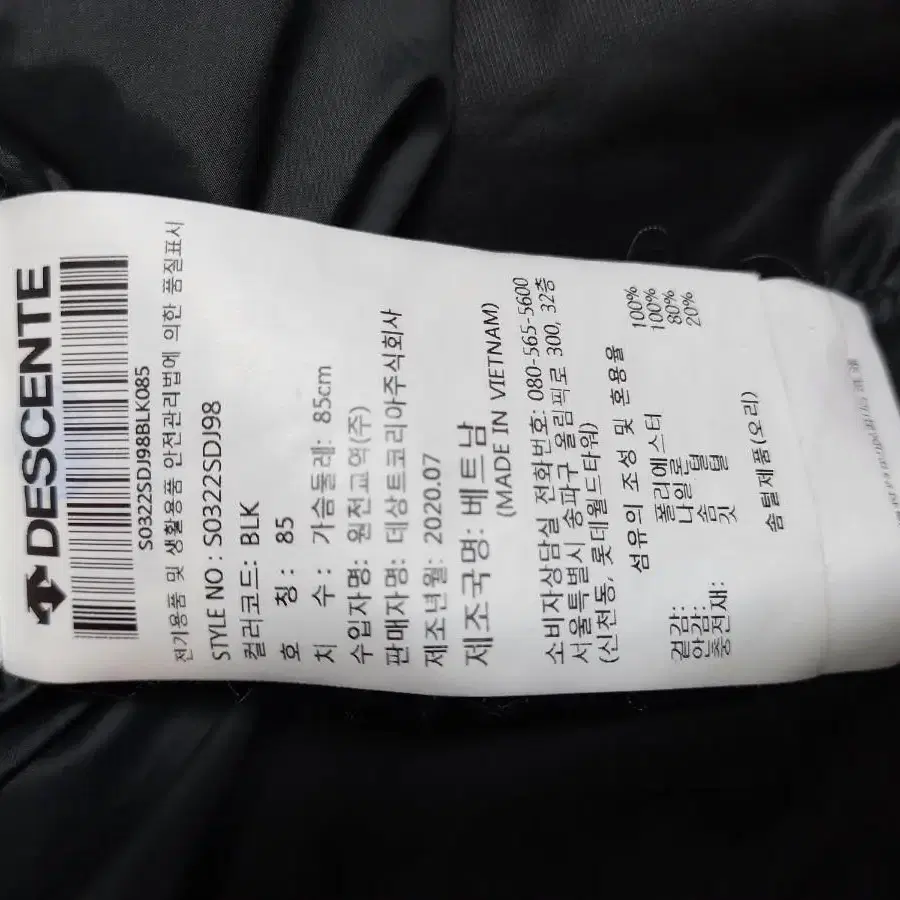 DESCENTE
S0322SDJ98BLK085
전기용품 및 생활용품 안전관리법에 의한 품질표시
STYLE NO : S0322SDJ98
컬러코드: BLK
호 칭 : 85
치 수 : 가슴둘레: 85cm
수입자명: 원천교역(주)
판매자명: 데상트코리아주식회사
제조년월: 2020.07
제조국명: 베트남
(MADE IN VIETNAM)
소비자상담실 전화번호: 080-565-5600
서울특별시 송파구 올림픽로 300, 32층
(신천동, 롯데월드타워)
섬유의 조성 및 혼용율
겉감: 폴리에스터 100%
안감: 나일론 100%
충전재: 솜털 80%
깃털 20%
솜털제품(오리)